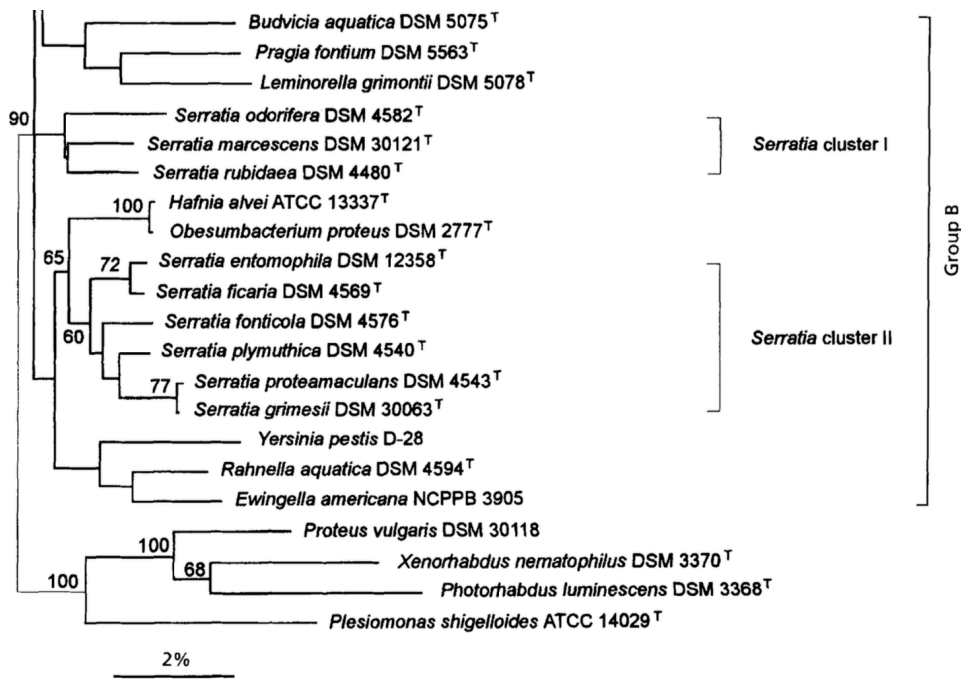 Budvicia aquatica DSM 5075ᵀ
Pragia fontium DSM 5563ᵀ
Leminorella grimontii DSM 5078ᵀ
90
Serratia odorifera DSM 4582ᵀ
Serratia marcescens DSM 30121ᵀ
Serratia cluster I
Serratia rubidaea DSM 4480ᵀ
100
Hafnia alvei ATCC 13337ᵀ
Obesumbacterium proteus DSM 2777ᵀ
Group B
65
72
Serratia entomophila DSM 12358ᵀ
Serratia ficaria DSM 4569ᵀ
60
Serratia fonticola DSM 4576ᵀ
Serratia cluster II
Serratia plymuthica DSM 4540ᵀ
77
Serratia proteamaculans DSM 4543ᵀ
Serratia grimesii DSM 30063ᵀ
Yersinia pestis D-28
Rahnella aquatica DSM 4594ᵀ
Ewingella americana NCPPB 3905
Proteus vulgaris DSM 30118
100
Xenorhabdus nematophilus DSM 3370ᵀ
68
100
Photorhabdus luminescens DSM 3368ᵀ
Plesiomonas shigelloides ATCC 14029ᵀ
2%